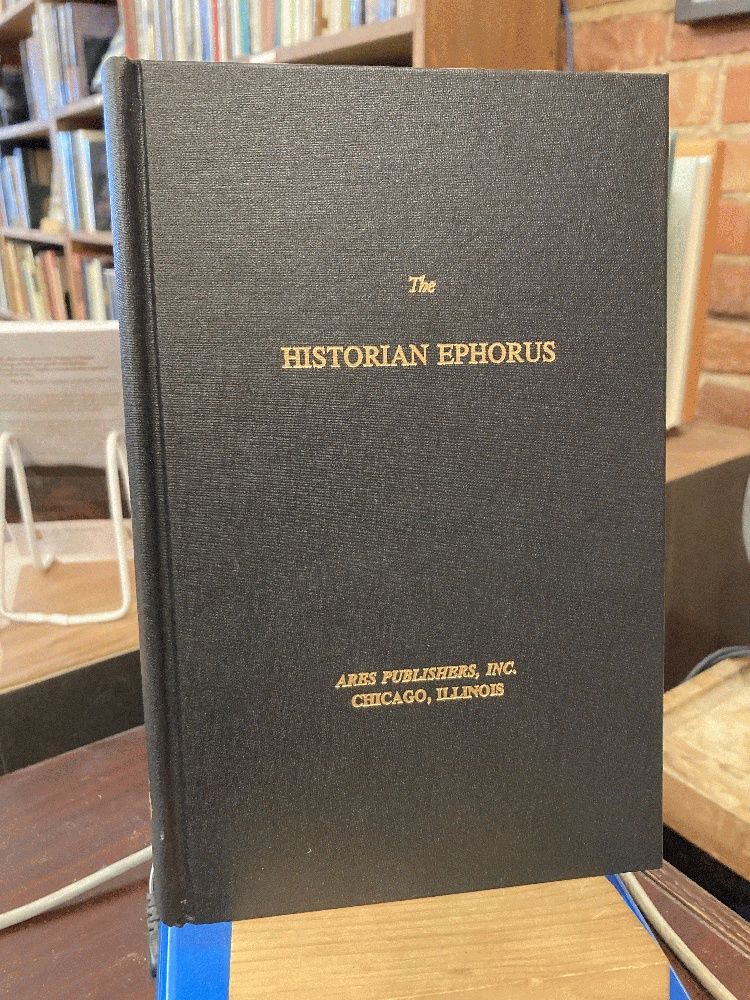 The
HISTORIAN EPHORUS
ARES PUBLISHERS, INC.
CHICAGO, ILLINOIS